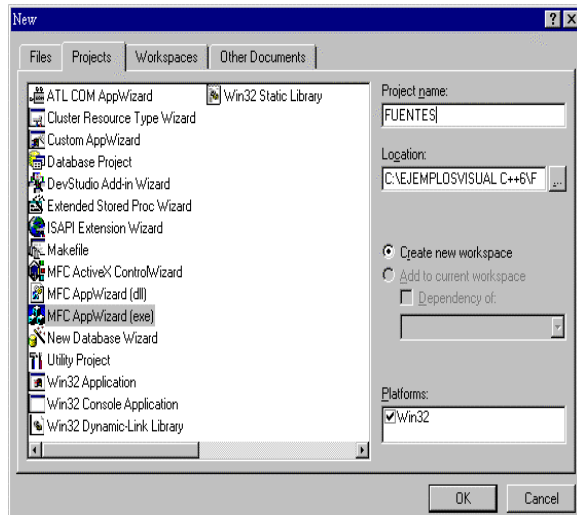 New
Files Projects Workspaces Other Documents
ATL COM AppWizard
Cluster Resource Type Wizard
Custom AppWizard
Database Project
DevStudio Add-in Wizard
Extended Stored Proc Wizard
ISAPI Extension Wizard
Makefile
MFC ActiveX ControlWizard
MFC AppWizard (dll)
MFC AppWizard (exe)
New Database Wizard
Utility Project
Win32 Application
Win32 Console Application
Win32 Dynamic-Link Library
Win32 Static Library
Project name:
FUENTES
Location:
C:\EJEMPLOSVISUAL C++6\F
...
Create new workspace
Add to current workspace
Dependency of:
Platforms:
Win32
OK Cancel